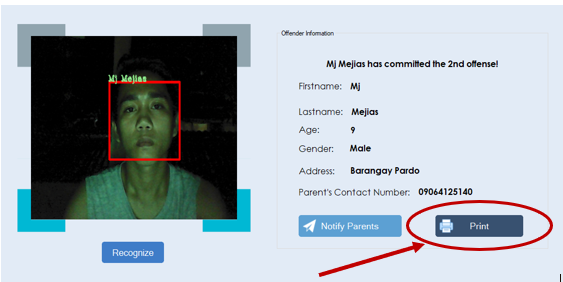 Offender Information
Mj Mejias has committed the 2nd offense!
Mj Mejias
Firstname: Mj
Lastname: Mejias
Age: 9
Gender: Male
Address: Barangay Pardo
Parent's Contact Number: 09064125140
Notify Parents
Print
Recognize